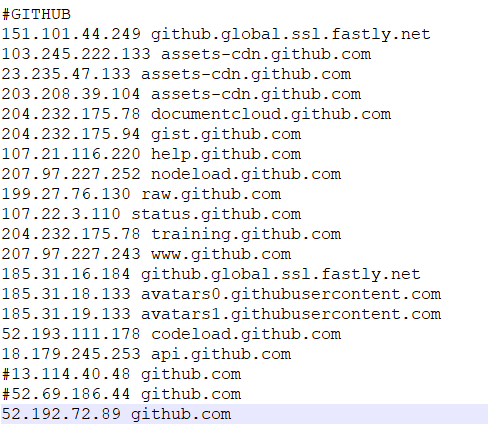 #GITHUB
151.101.44.249 github.global.ssl.fastly.net
103.245.222.133 assets-cdn.github.com
23.235.47.133 assets-cdn.github.com
203.208.39.104 assets-cdn.github.com
204.232.175.78 documentcloud.github.com
204.232.175.94 gist.github.com
107.21.116.220 help.github.com
207.97.227.252 nodeload.github.com
199.27.76.130 raw.github.com
107.22.3.110 status.github.com
204.232.175.78 training.github.com
207.97.227.243 www.github.com
185.31.16.184 github.global.ssl.fastly.net
185.31.18.133 avatars0.githubusercontent.com
185.31.19.133 avatars1.githubusercontent.com
52.193.111.178 codeload.github.com
18.179.245.253 api.github.com
#13.114.40.48 github.com
#52.69.186.44 github.com
52.192.72.89 github.com